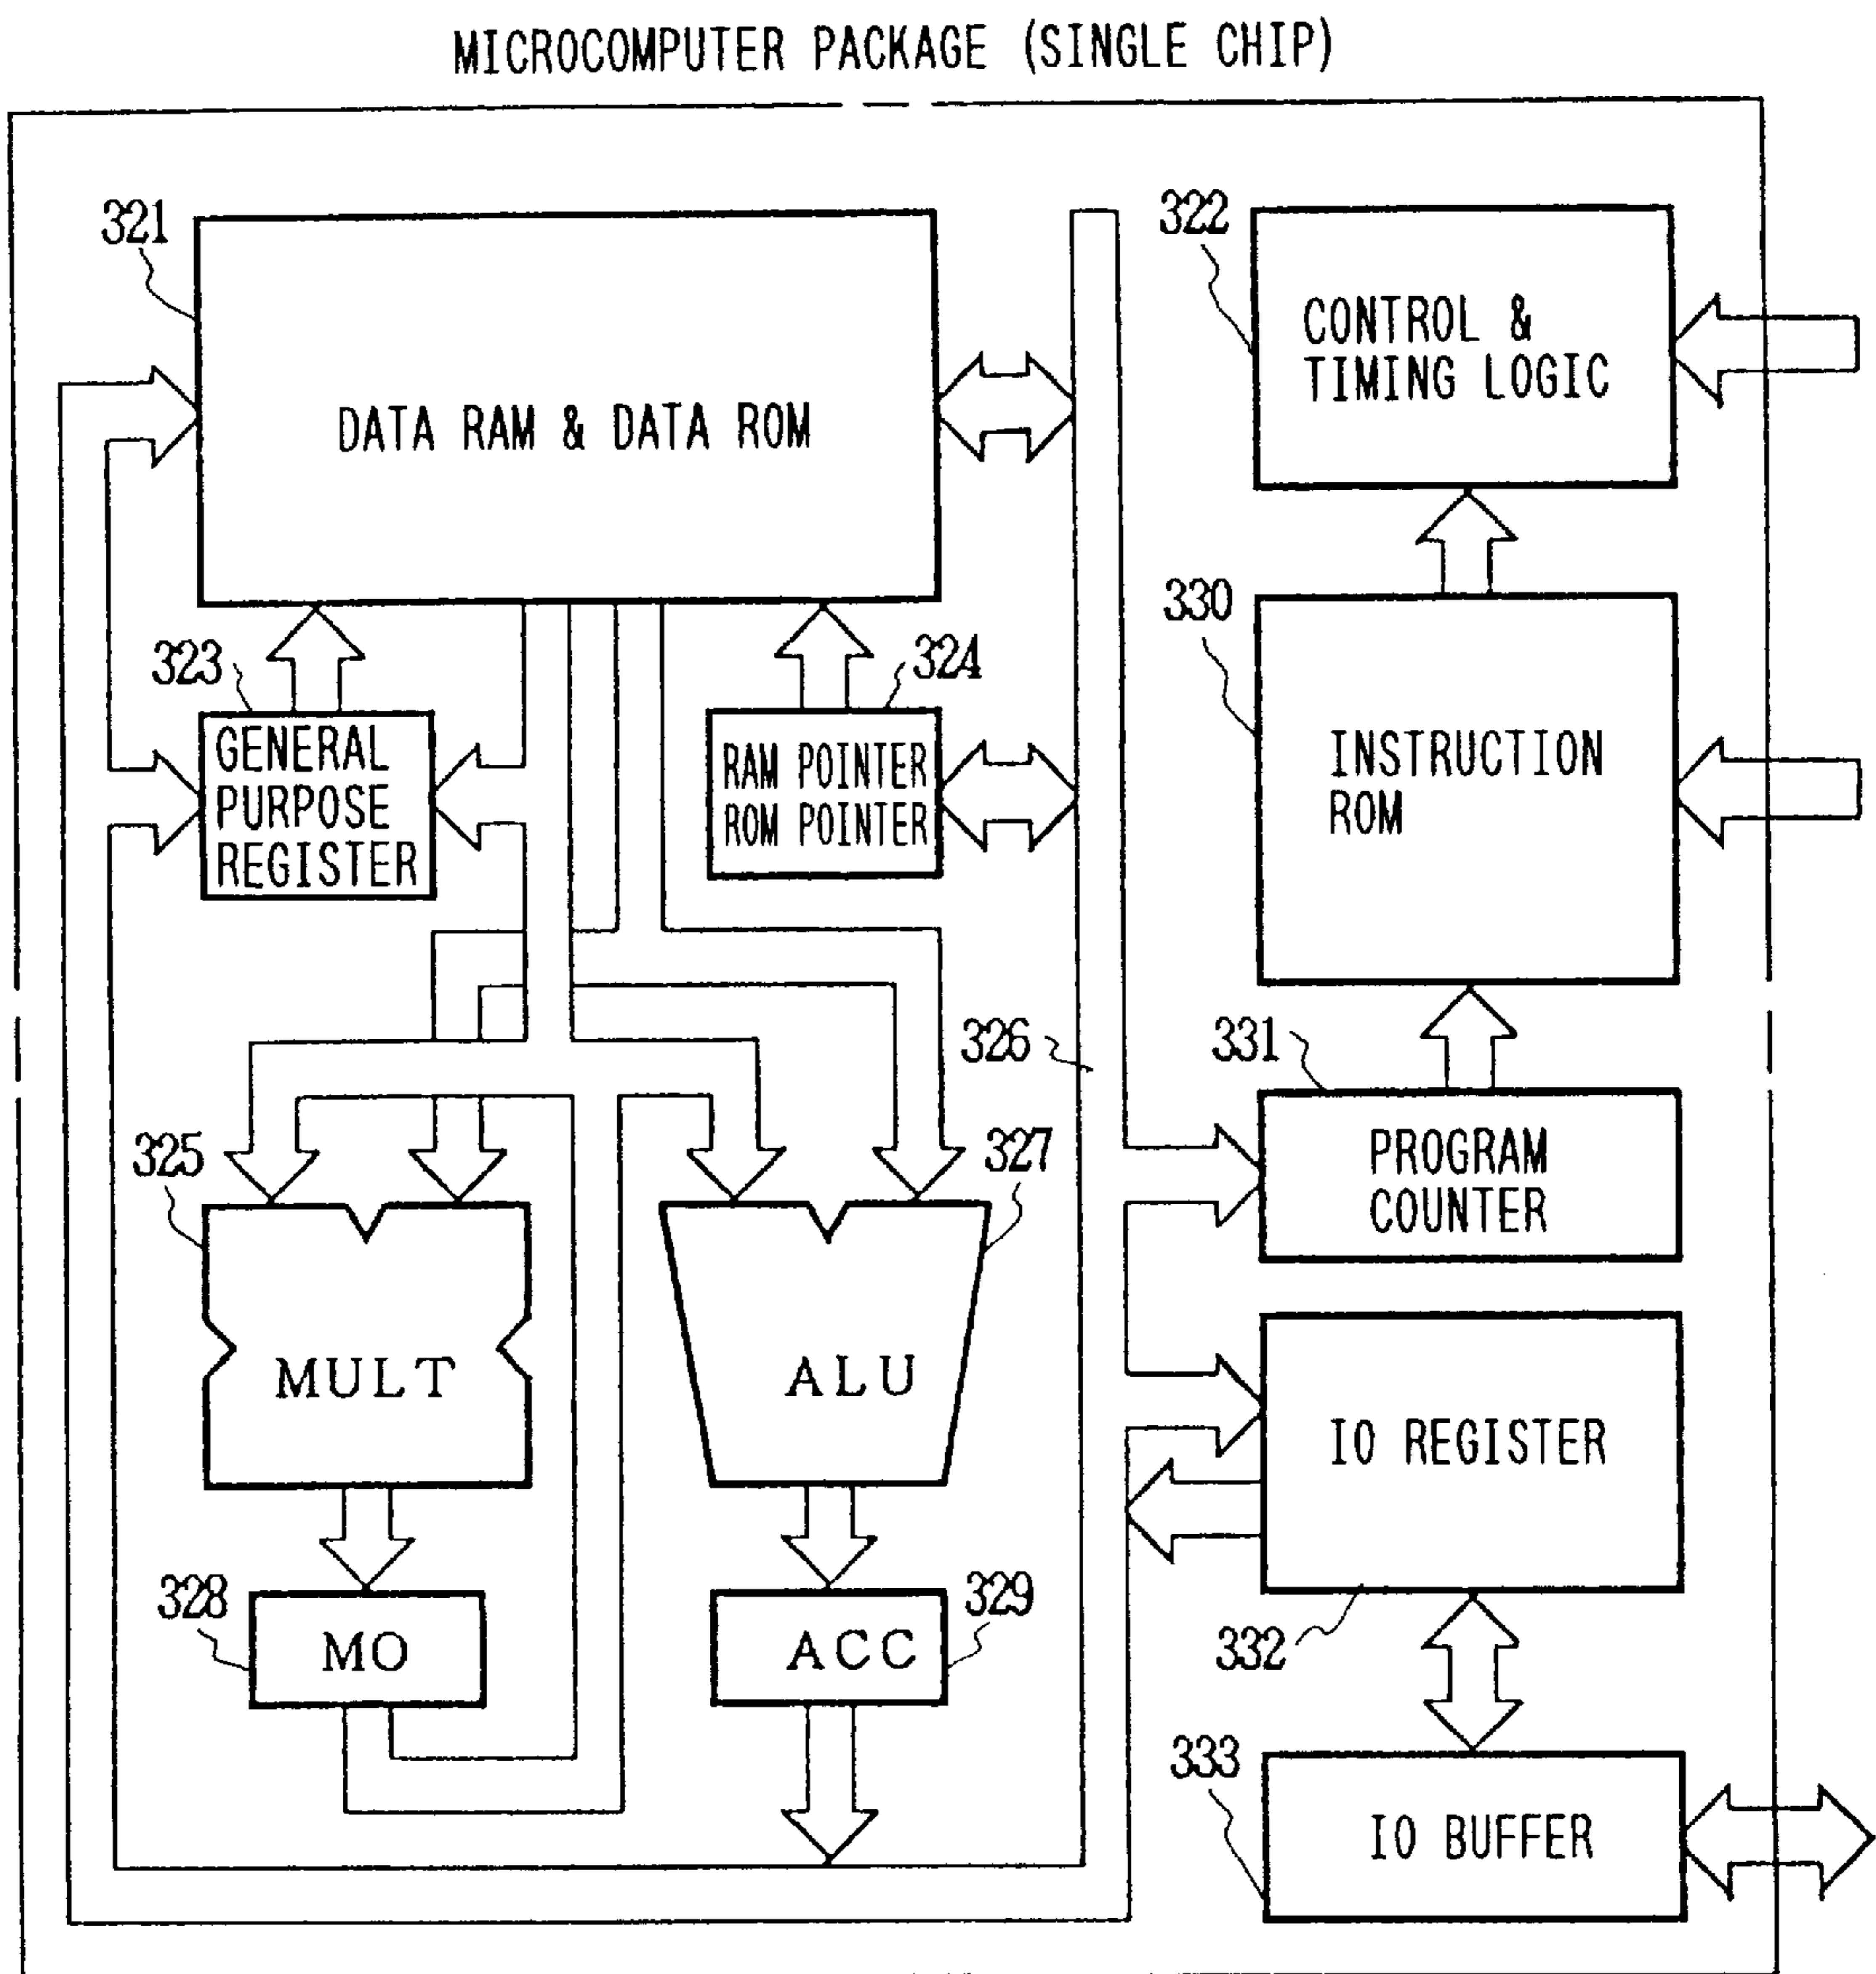 MICROCOMPUTER PACKAGE (SINGLE CHIP)
321
DATA RAM & DATA ROM
322
CONTROL &
TIMING LOGIC
323
GENERAL
PURPOSE
REGISTER
324
RAM POINTER
ROM POINTER
330
INSTRUCTION
ROM
326
331
PROGRAM
COUNTER
325
MULT
327
ALU
IO REGISTER
332
328
MO
329
ACC
333
IO BUFFER